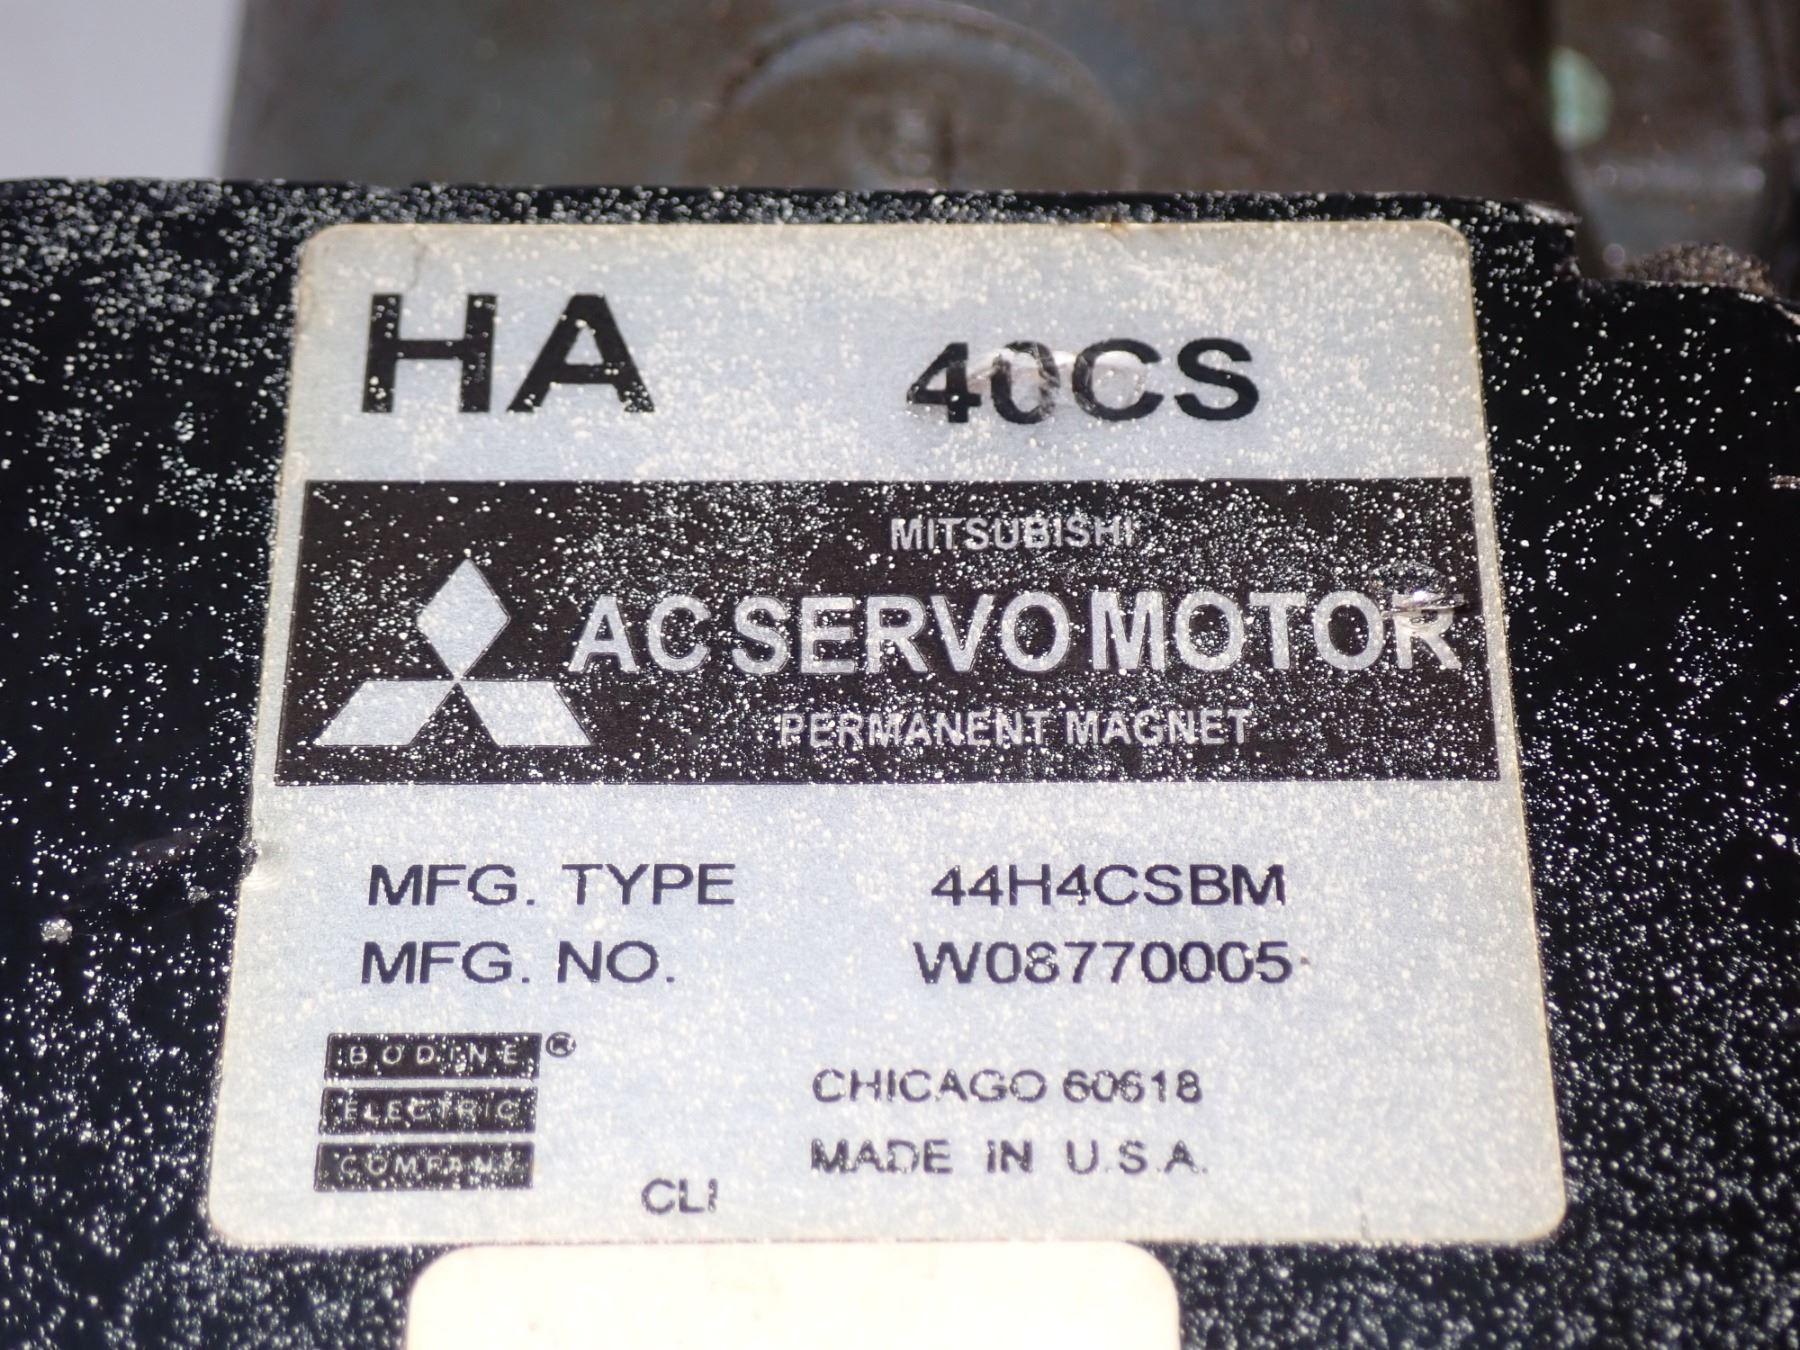 HA 40CS
MITSUBISHI
AC SERVO MOTOR
PERMANENT MAGNET
MFG. TYPE 44H4CSBM
MFG. NO. W08770005
BODINE ®
ELECTRIC
COMPANY
CHICAGO 60618
MADE IN U.S.A.